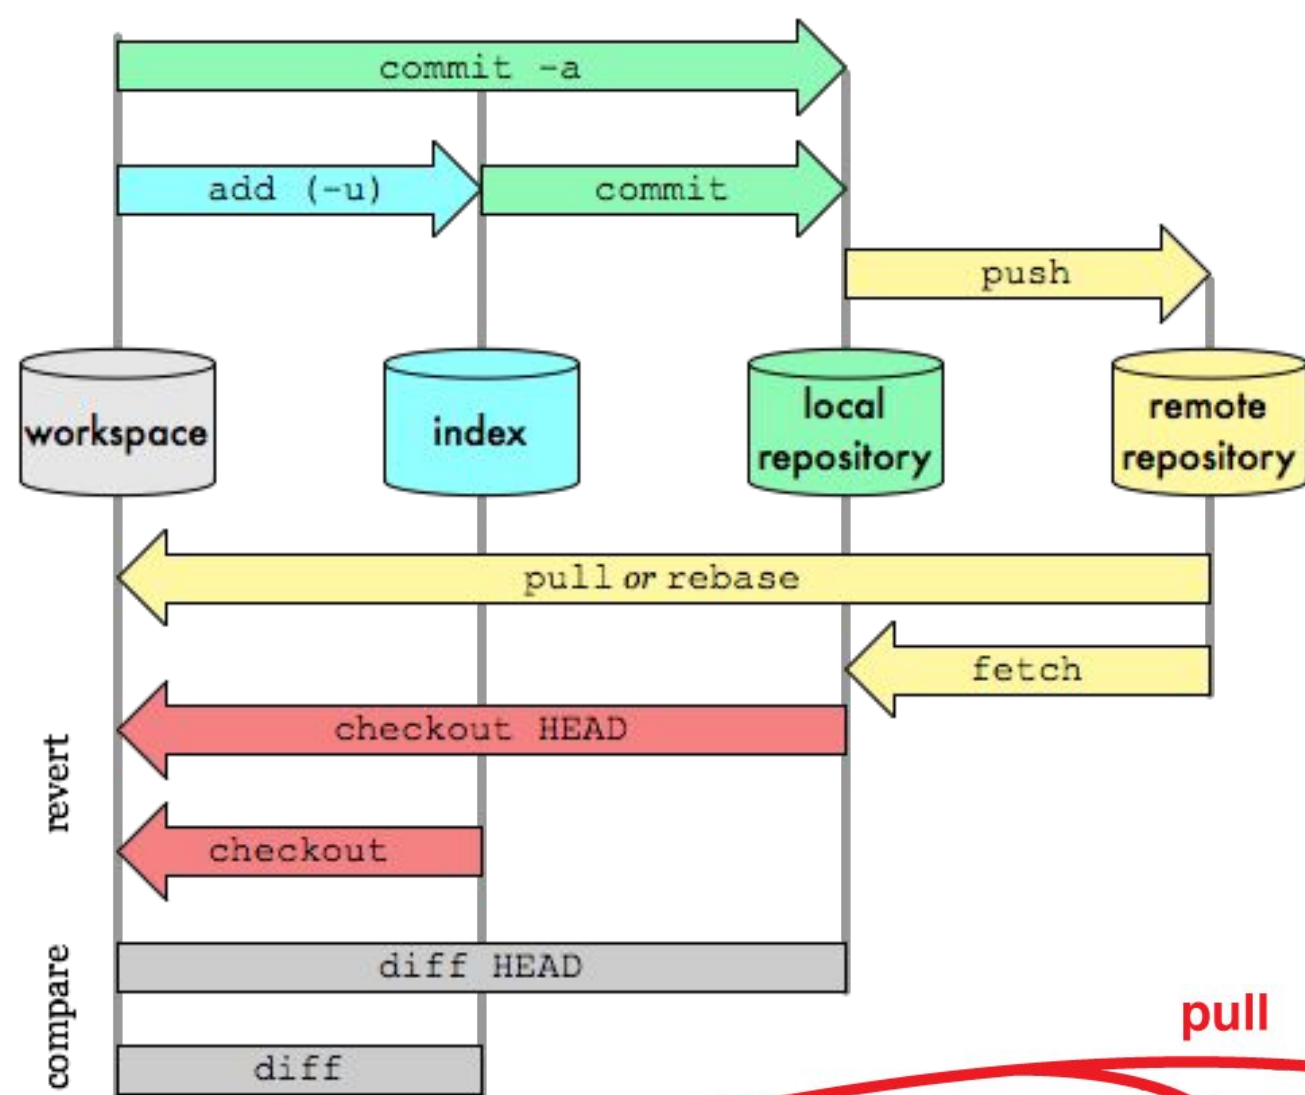 commit -a
add (-u)
commit
push
workspace
index
local
repository
remote
repository
pull or rebase
fetch
revert
checkout HEAD
checkout
compare
diff HEAD
diff
pull